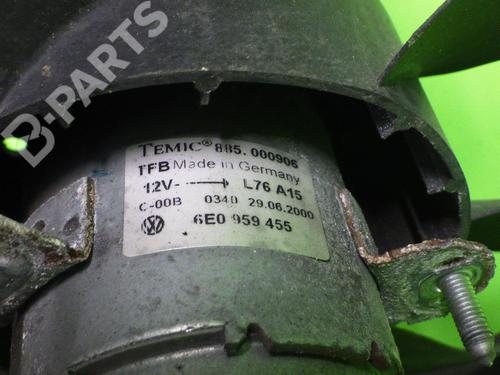 B-PARTS
TEMIC® 885.000906
TFB Made in Germany
12V- L76 A15
C-00B 0340 29.06.2000
6E0 959 455
B-PARTS